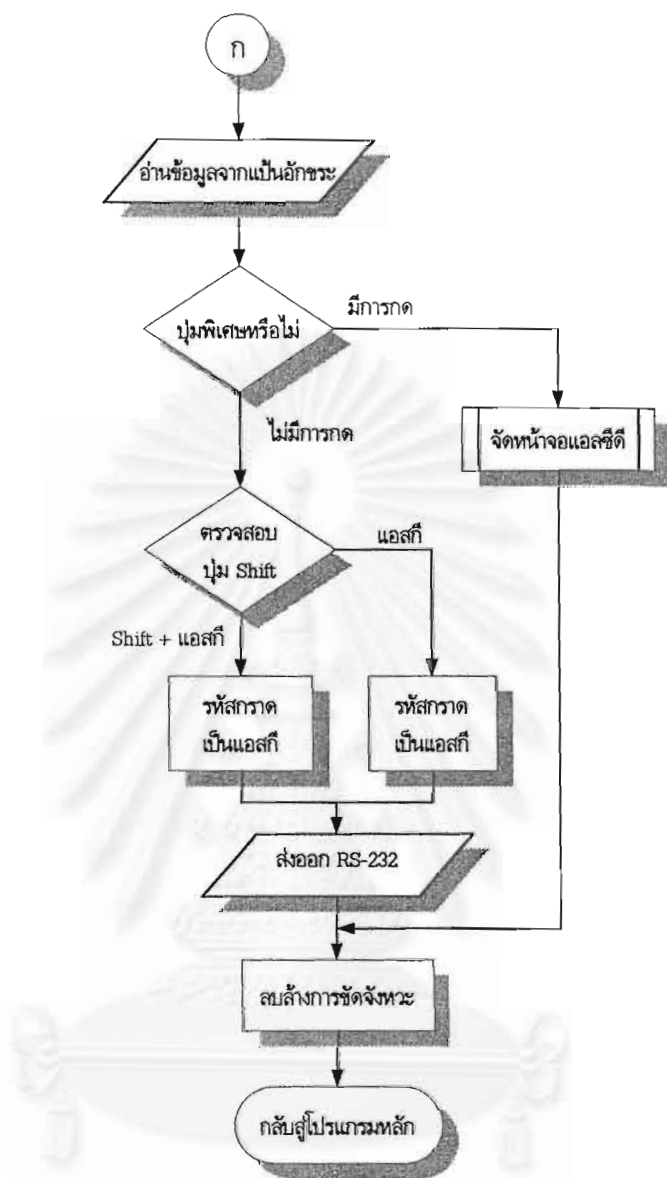 ก
อ่านข้อมูลจากแป้นอักขระ
ปุ่มพิเศษหรือไม่
มีการกด
ไม่มีการกด
จัดหน้าจอแอลซีดี
ตรวจสอบ
ปุ่ม Shift
แอสกี
Shift + แอสกี
รหัสกราด
เป็นแอสกี
รหัสกราด
เป็นแอสกี
ส่งออก RS-232
ลบล้างการขัดจังหวะ
กลับสู่โปรแกรมหลัก